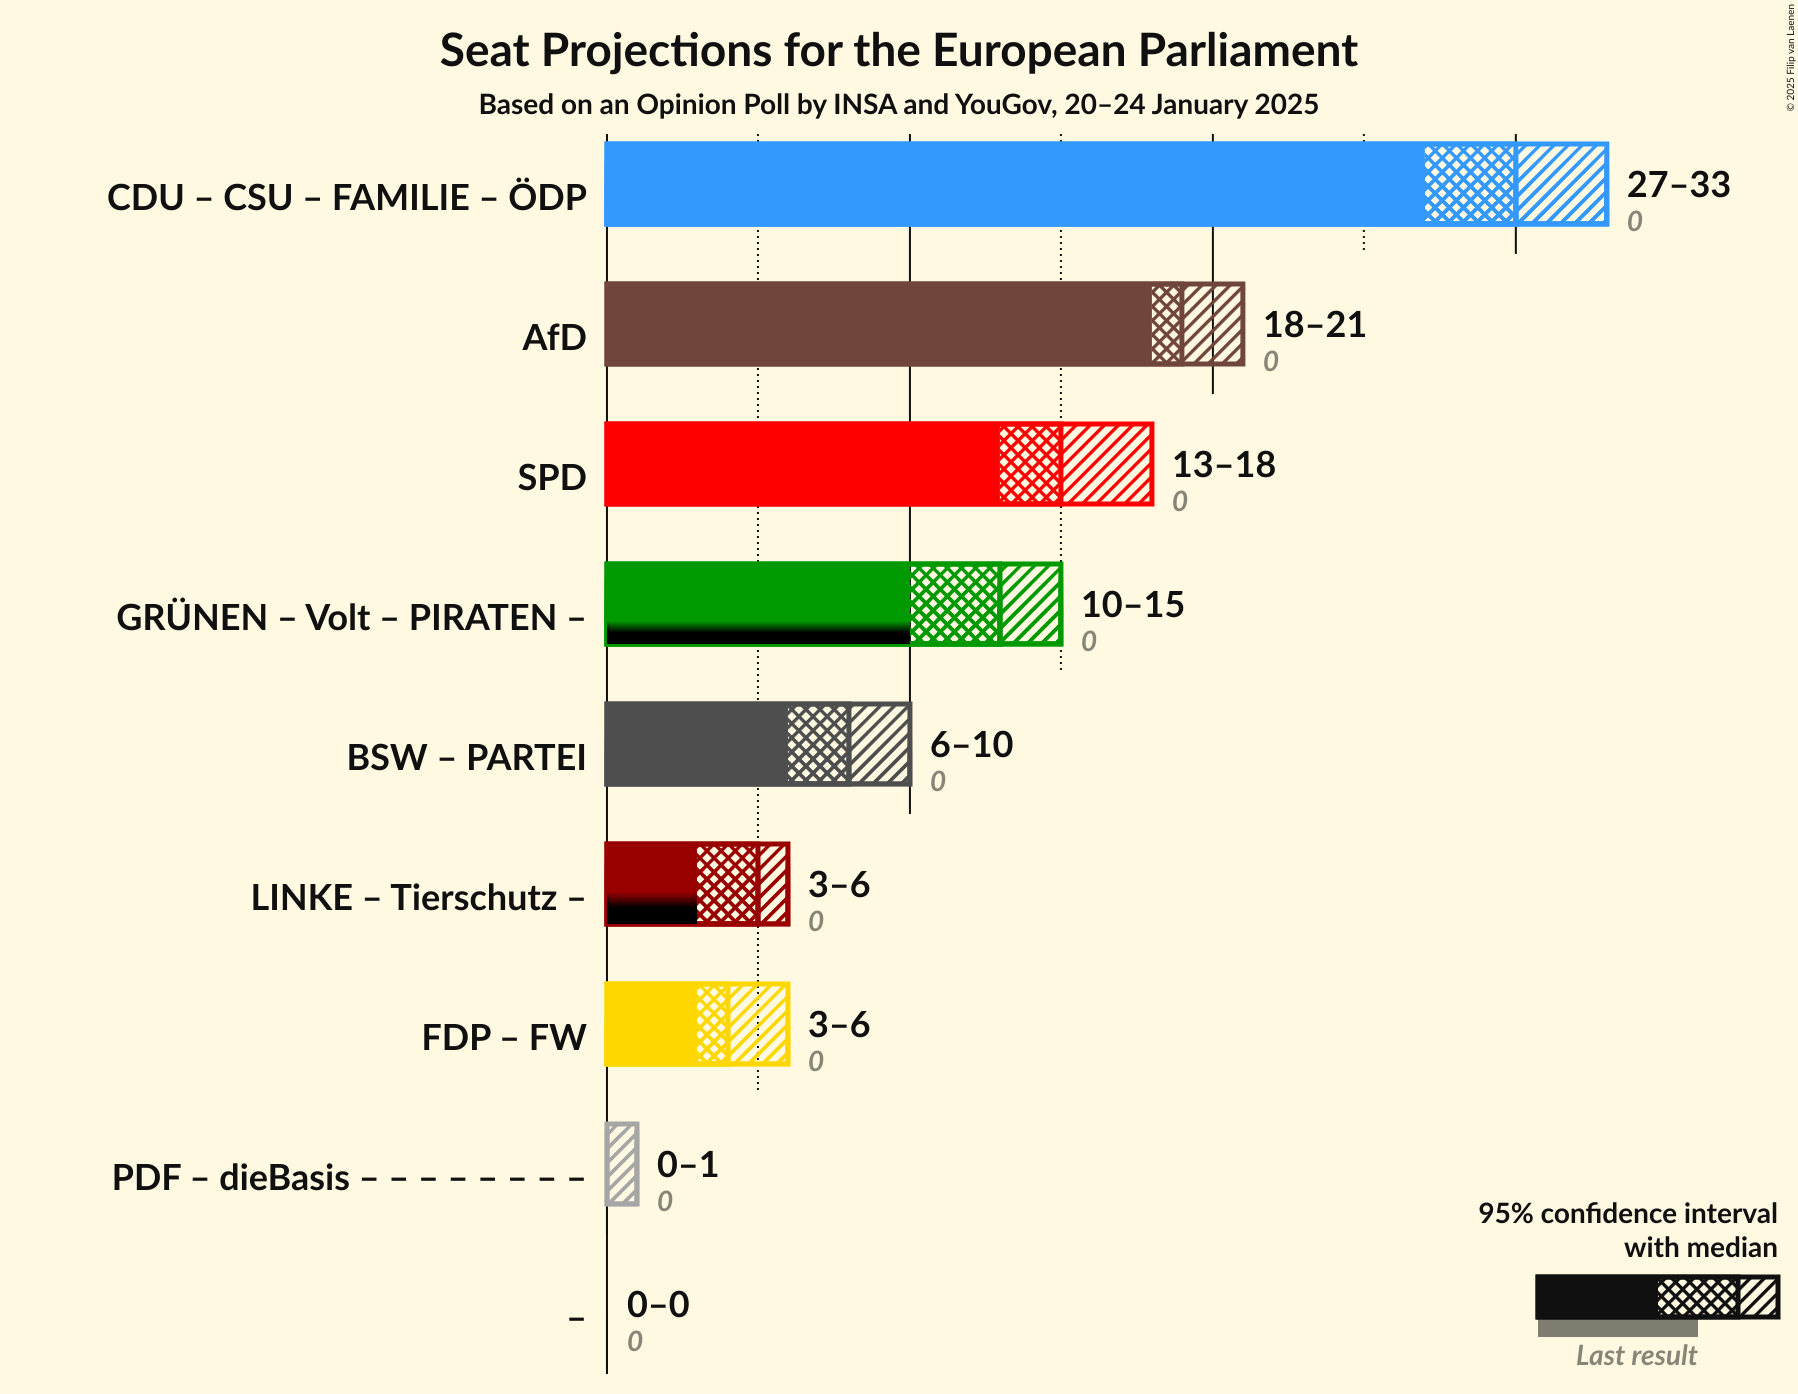 Seat Projections for the European Parliament
Based on an Opinion Poll by INSA and YouGov, 20–24 January 2025
© 2025 Filip van Laenen
CDU – CSU – FAMILIE – ÖDP
27–33
0
AfD
18–21
0
SPD
13–18
0
GRÜNEN – Volt – PIRATEN –
10–15
0
BSW – PARTEI
6–10
0
LINKE – Tierschutz –
3–6
0
FDP – FW
3–6
0
PDF – dieBasis – – – – – – – –
0–1
0
–
0–0
0
95% confidence interval
with median
Last result